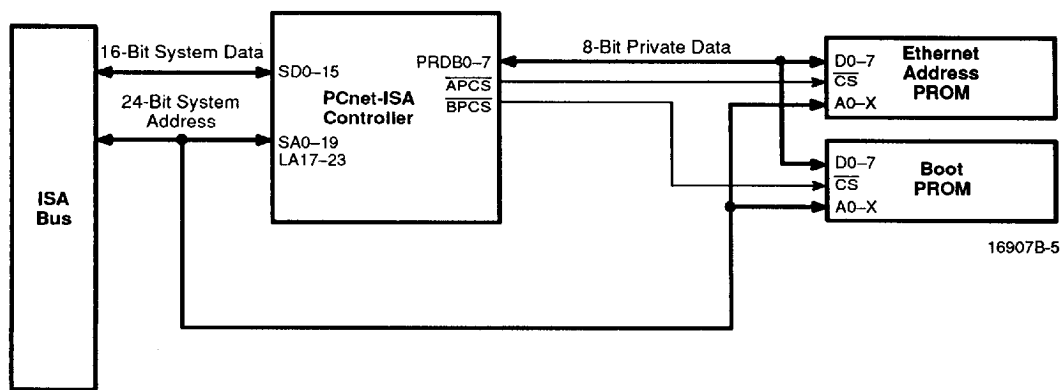 16-Bit System Data
24-Bit System
Address
ISA
Bus
SD0–15
PCnet-ISA
Controller
SA0–19
LA17–23
PRDB0–7
APCS
BPCS
8-Bit Private Data
D0–7
CS
A0–X
Ethernet
Address
PROM
D0–7
CS
A0–X
Boot
PROM
16907B-5